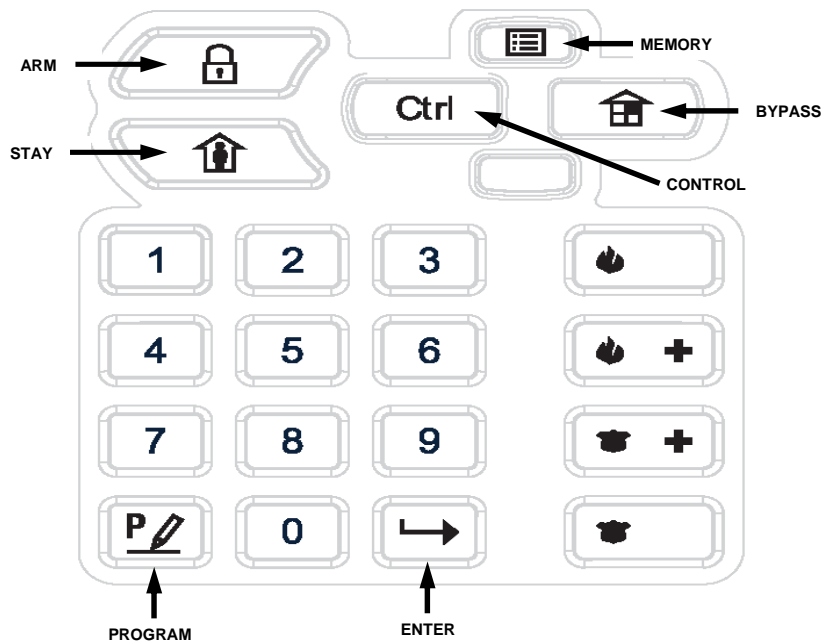 MEMORY
ARM
Ctrl
BYPASS
STAY
CONTROL
1 2 3
4 5 6
7 8 9
P 0
PROGRAM
ENTER